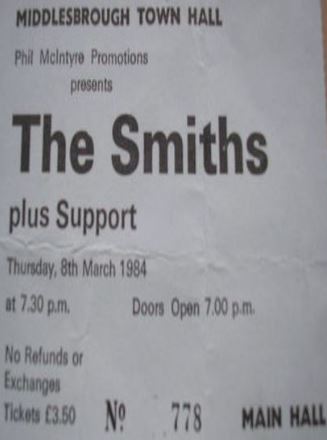 MIDDLESBROUGH TOWN HALL
Phil McIntyre Promotions
presents
The Smiths
plus Support
Thursday, 8th March 1984
at 7.30 p.m. Doors Open 7.00 p.m.
No Refunds or
Exchanges
Tickets £3.50 Nº 778 MAIN HALL